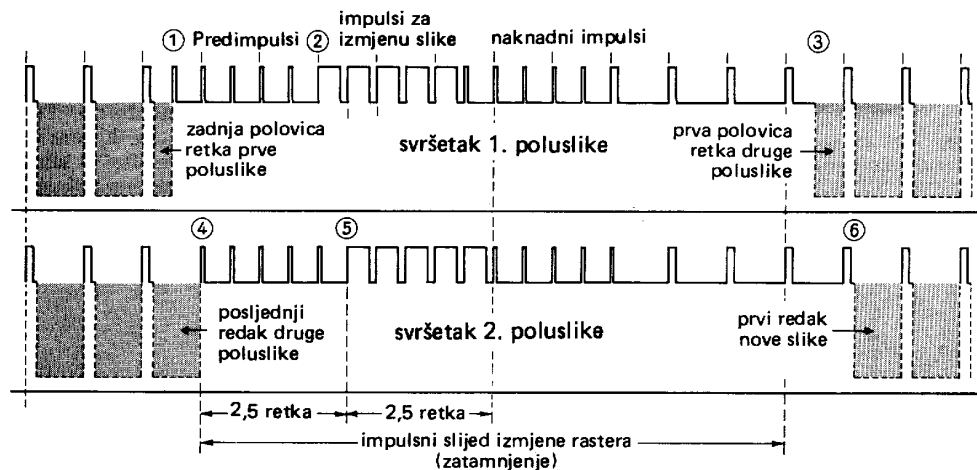 ① Predimpulsi ② impulsi za izmjenu slike naknadni impulsi ③
zadnja polovica
retka prve
poluslike
svršetak 1. poluslike
prva polovica
retka druge
poluslike
④ ⑤ ⑥
posljednji
redak druge
poluslike
svršetak 2. poluslike
prvi redak
nove slike
2,5 retka 2,5 retka
impulsni slijed izmjene rastera
(zatamnjenje)